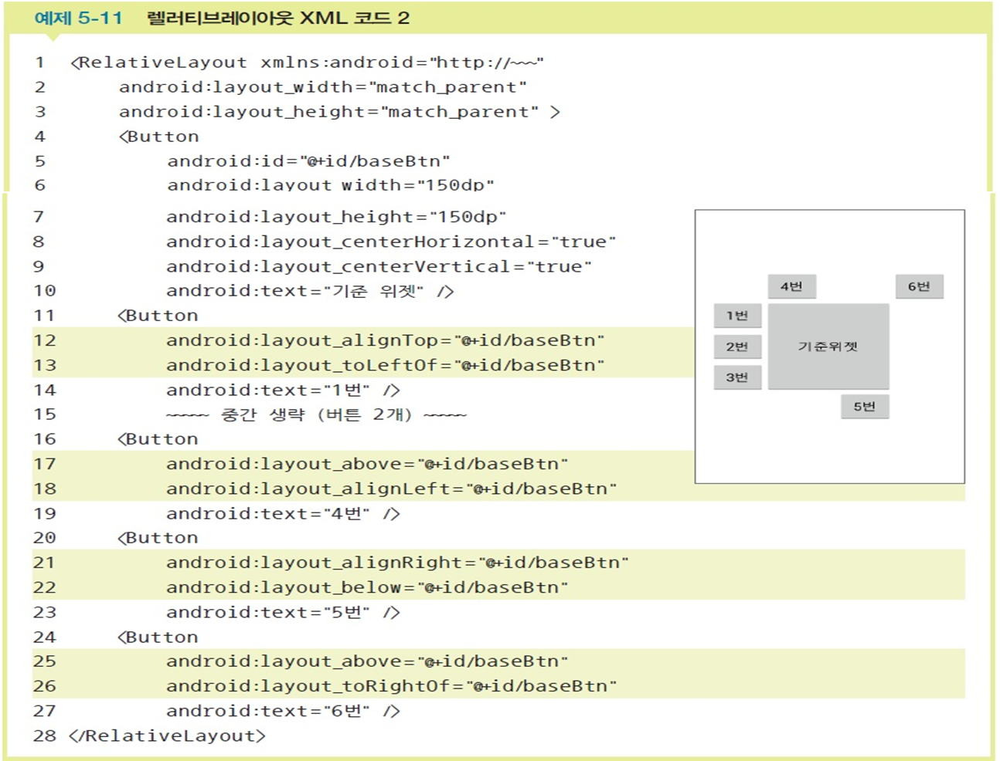 예제 5-11 렐러티브레이아웃 XML 코드 2
1 <RelativeLayout xmlns:android="http://~~~"
2 android:layout_width="match_parent"
3 android:layout_height="match_parent" >
4 <Button
5 android:id="@+id/baseBtn"
6 android:layout width="150dp"
7 android:layout_height="150dp"
8 android:layout_centerHorizontal="true"
9 android:layout_centerVertical="true"
10 android:text="기준 위젯" />
11 <Button
12 android:layout_alignTop="@+id/baseBtn"
13 android:layout_toLeftOf="@+id/baseBtn"
14 android:text="1번" />
15 ~~~~~ 중간 생략 (버튼 2개) ~~~~~
16 <Button
17 android:layout_above="@+id/baseBtn"
18 android:layout_alignLeft="@+id/baseBtn"
19 android:text="4번" />
20 <Button
21 android:layout_alignRight="@+id/baseBtn"
22 android:layout_below="@+id/baseBtn"
23 android:text="5번" />
24 <Button
25 android:layout_above="@+id/baseBtn"
26 android:layout_toRightOf="@+id/baseBtn"
27 android:text="6번" />
28 </RelativeLayout>
4번 6번
1번
2번 기준위젯
3번
5번